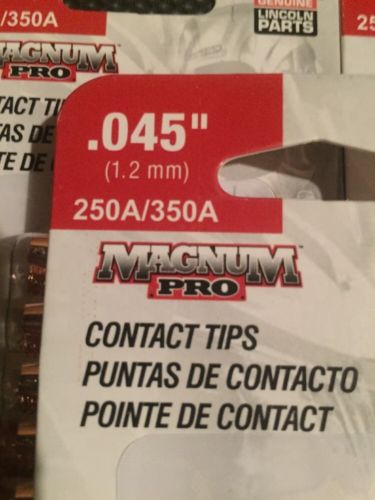 /350A
GENUINE
LINCOLN
PARTS
25
MAGNUM
PRO
.045"
(1.2 mm)
250A/350A
MAGNUM
PRO
CONTACT TIPS
PUNTAS DE CONTACTO
POINTE DE CONTACT